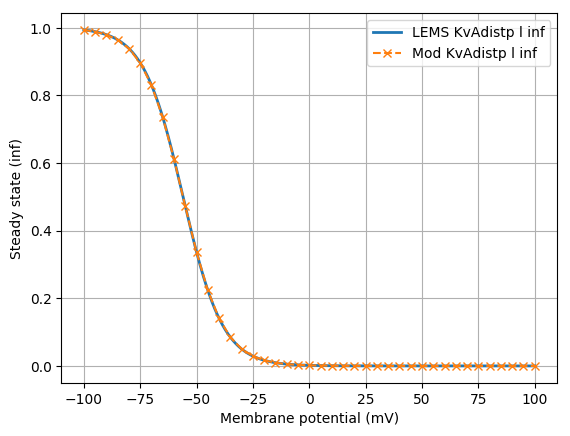 1.0
0.8
0.6
0.4
0.2
0.0
Steady state (inf)
LEMS KvAdistp l inf
Mod KvAdistp l inf
−100 −75 −50 −25 0 25 50 75 100
Membrane potential (mV)